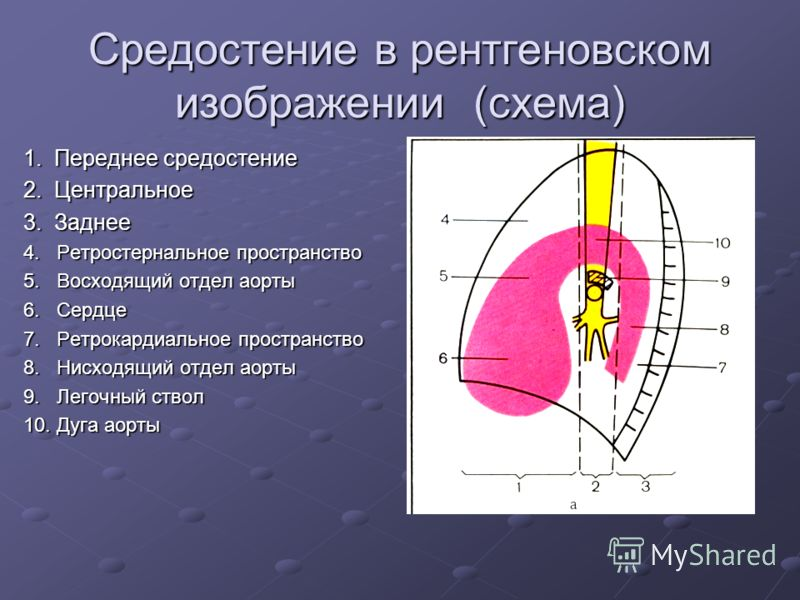 Средостение в рентгеновском
изображении (схема)
1. Переднее средостение
2. Центральное
3. Заднее
4. Ретростернальное пространство
5. Восходящий отдел аорты
6. Сердце
7. Ретрокардиальное пространство
8. Нисходящий отдел аорты
9. Легочный ствол
10. Дуга аорты
4
10
5
9
8
6
7
1 2 3
а
MyShared